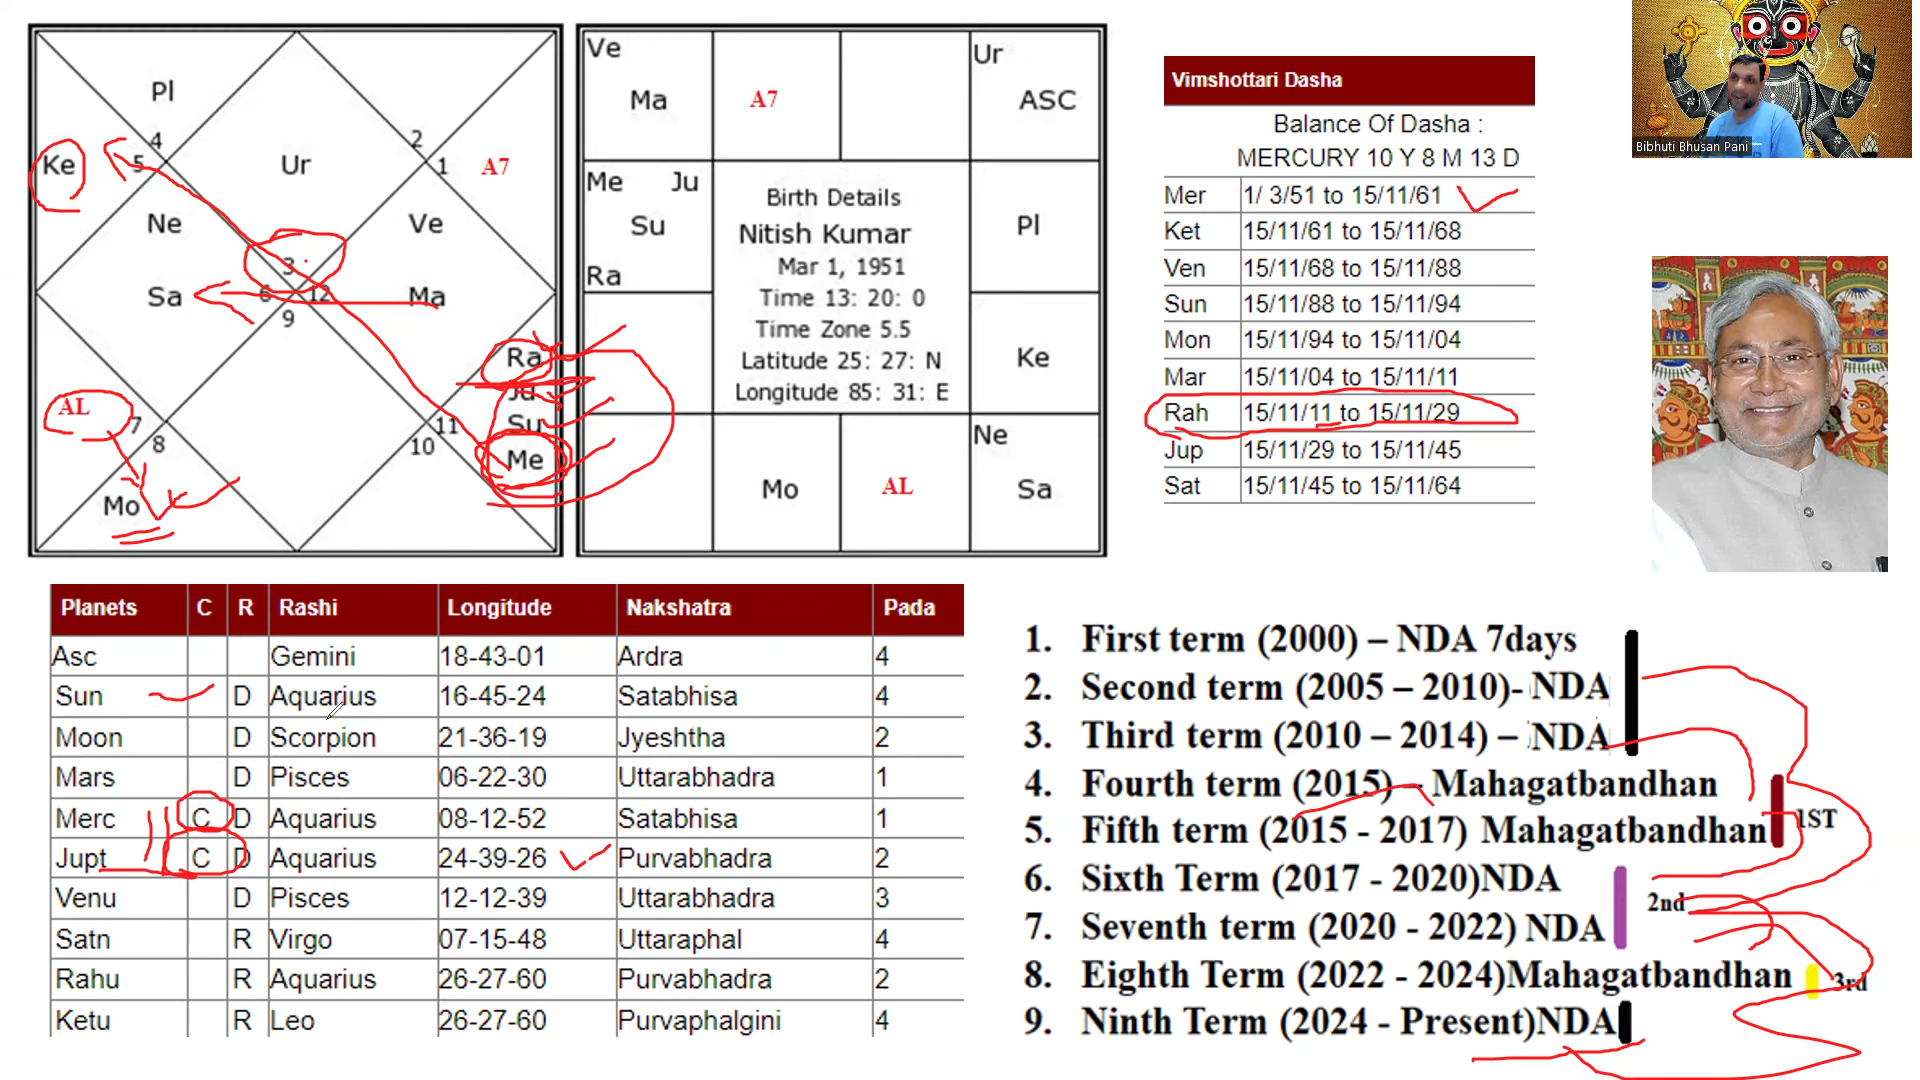 Pl
4
2
Ke
5
Ur
1
A7
Ne
Ve
3
Sa
6
12
Ma
9
Ra
Ju
AL
Su
7
11
8
10
Me
Mo
Ve
Ma
A7
Ur
ASC
Me Ju
Su
Ra
Birth Details
Nitish Kumar
Mar 1, 1951
Time 13: 20: 0
Time Zone 5.5
Latitude 25: 27: N
Longitude 85: 31: E
Pl
Ke
Mo
AL
Ne
Sa
Vimshottari Dasha
Balance Of Dasha :
MERCURY 10 Y 8 M 13 D
Mer 1/ 3/51 to 15/11/61
Ket 15/11/61 to 15/11/68
Ven 15/11/68 to 15/11/88
Sun 15/11/88 to 15/11/94
Mon 15/11/94 to 15/11/04
Mar 15/11/04 to 15/11/11
Rah 15/11/11 to 15/11/29
Jup 15/11/29 to 15/11/45
Sat 15/11/45 to 15/11/64
Bibhuti Bhusan Pani
Planets C R Rashi Longitude Nakshatra Pada
Asc Gemini 18-43-01 Ardra 4
Sun D Aquarius 16-45-24 Satabhisa 4
Moon D Scorpion 21-36-19 Jyeshtha 2
Mars D Pisces 06-22-30 Uttarabhadra 1
Merc C D Aquarius 08-12-52 Satabhisa 1
Jupt C D Aquarius 24-39-26 Purvabhadra 2
Venu D Pisces 12-12-39 Uttarabhadra 3
Satn R Virgo 07-15-48 Uttaraphal 4
Rahu R Aquarius 26-27-60 Purvabhadra 2
Ketu R Leo 26-27-60 Purvaphalgini 4
1. First term (2000) – NDA 7days
2. Second term (2005 – 2010)- NDA
3. Third term (2010 – 2014) – NDA
4. Fourth term (2015) – Mahagatbandhan
1ST
5. Fifth term (2015 - 2017) Mahagatbandhan
6. Sixth Term (2017 - 2020)NDA
2nd
7. Seventh term (2020 - 2022) NDA
8. Eighth Term (2022 - 2024)Mahagatbandhan
3rd
9. Ninth Term (2024 - Present)NDA